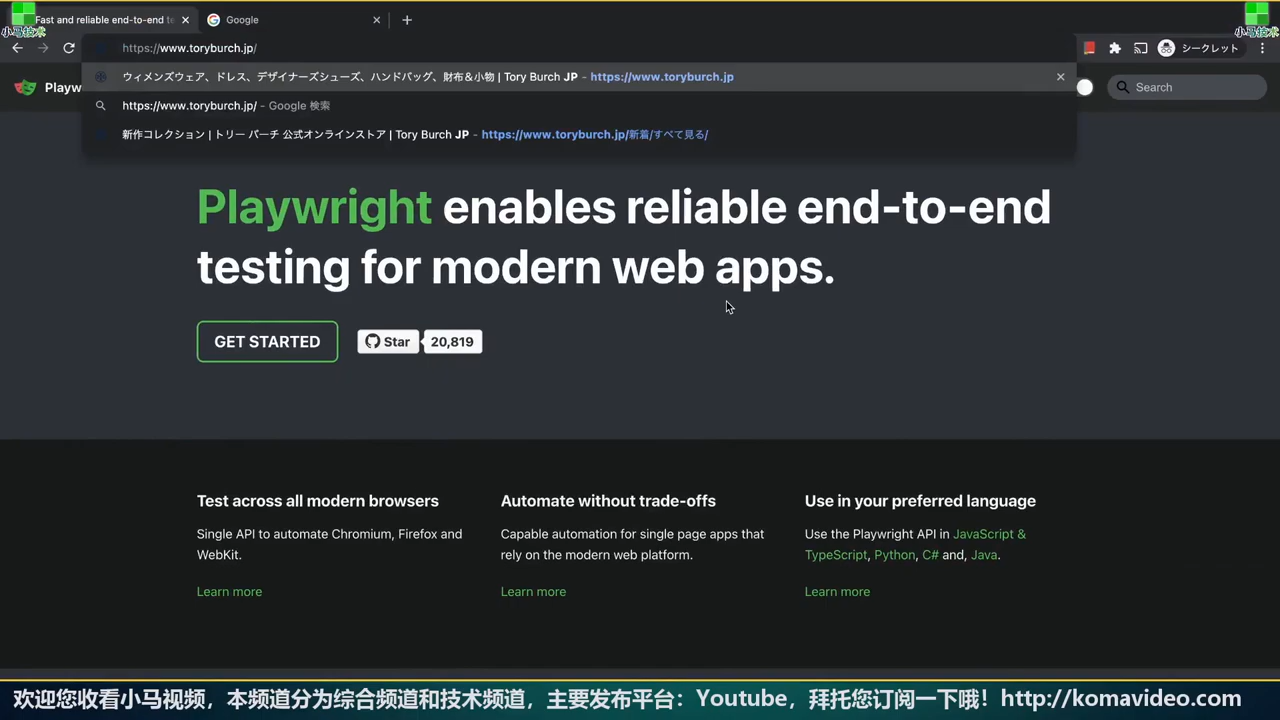 Fast and reliable end-to-end te
Google
小马技术
小马技术
https://www.toryburch.jp/
シークレット
ウィメンズウェア、ドレス、デザイナーズシューズ、ハンドバッグ、財布＆小物 | Tory Burch JP - https://www.toryburch.jp
Playw
Search
https://www.toryburch.jp/ - Google 検索
新作コレクション | トリー バーチ 公式オンラインストア | Tory Burch JP - https://www.toryburch.jp/新着/すべて見る/
Playwright enables reliable end-to-end
testing for modern web apps.
GET STARTED
Star
20,819
Test across all modern browsers
Single API to automate Chromium, Firefox and
WebKit.
Learn more
Automate without trade-offs
Capable automation for single page apps that
rely on the modern web platform.
Learn more
Use in your preferred language
Use the Playwright API in JavaScript &
TypeScript, Python, C# and, Java.
Learn more
欢迎您收看小马视频，本频道分为综合频道和技术频道，主要发布平台：Youtube，拜托您订阅一下哦！http://komavideo.com